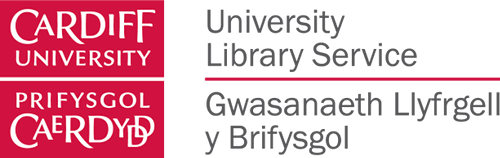 CARDIFF
UNIVERSITY
PRIFYSGOL
CAERDYDD
University
Library Service
Gwasanaeth Llyfrgell
y Brifysgol